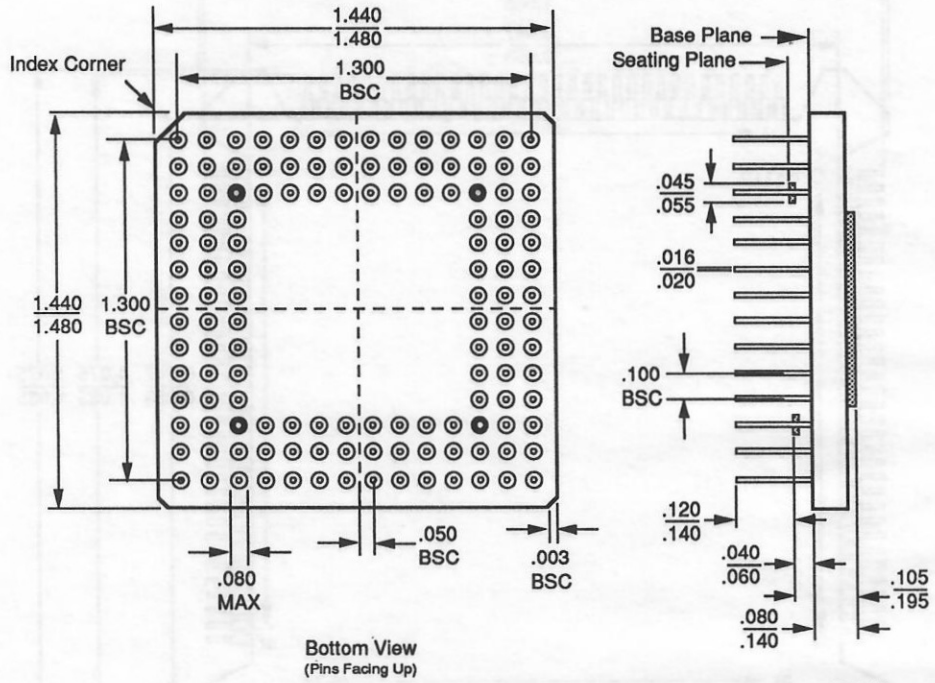 1.440
1.480
1.300
BSC
Index Corner
Base Plane
Seating Plane
.045
.055
.016
.020
1.440
1.480
1.300
BSC
.100
BSC
.120
.140
.050
BSC
.003
BSC
.080
MAX
.040
.060
.105
.195
.080
.140
Bottom View
(Pins Facing Up)